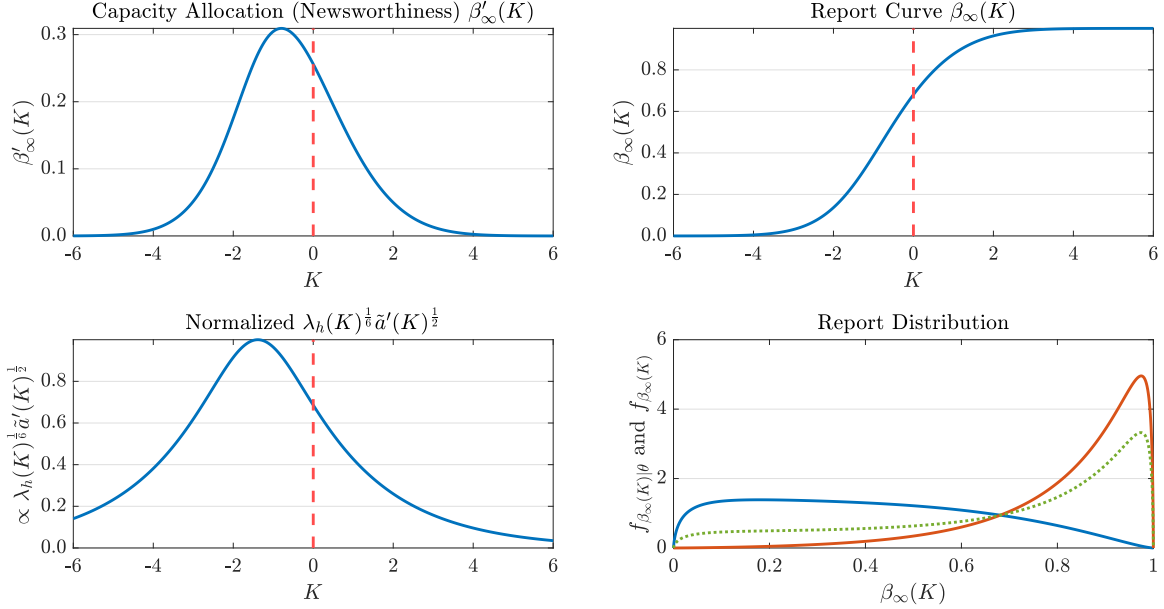 Capacity Allocation (Newsworthiness) β′∞(K)
0.3
0.2
0.1
0.0
β′∞(K)
-6 -4 -2 0 2 4 6
K
Report Curve β∞(K)
0.8
0.6
0.4
0.2
0.0
β∞(K)
-6 -4 -2 0 2 4 6
K
Normalized λₕ(K)^{1/6} ã′(K)^{1/2}
0.8
0.6
0.4
0.2
0.0
∝ λₕ(K)^{1/6} ã′(K)^{1/2}
-6 -4 -2 0 2 4 6
K
Report Distribution
6
4
2
0
f_{β∞(K)|θ} and f_{β∞(K)}
0 0.2 0.4 0.6 0.8 1
β∞(K)